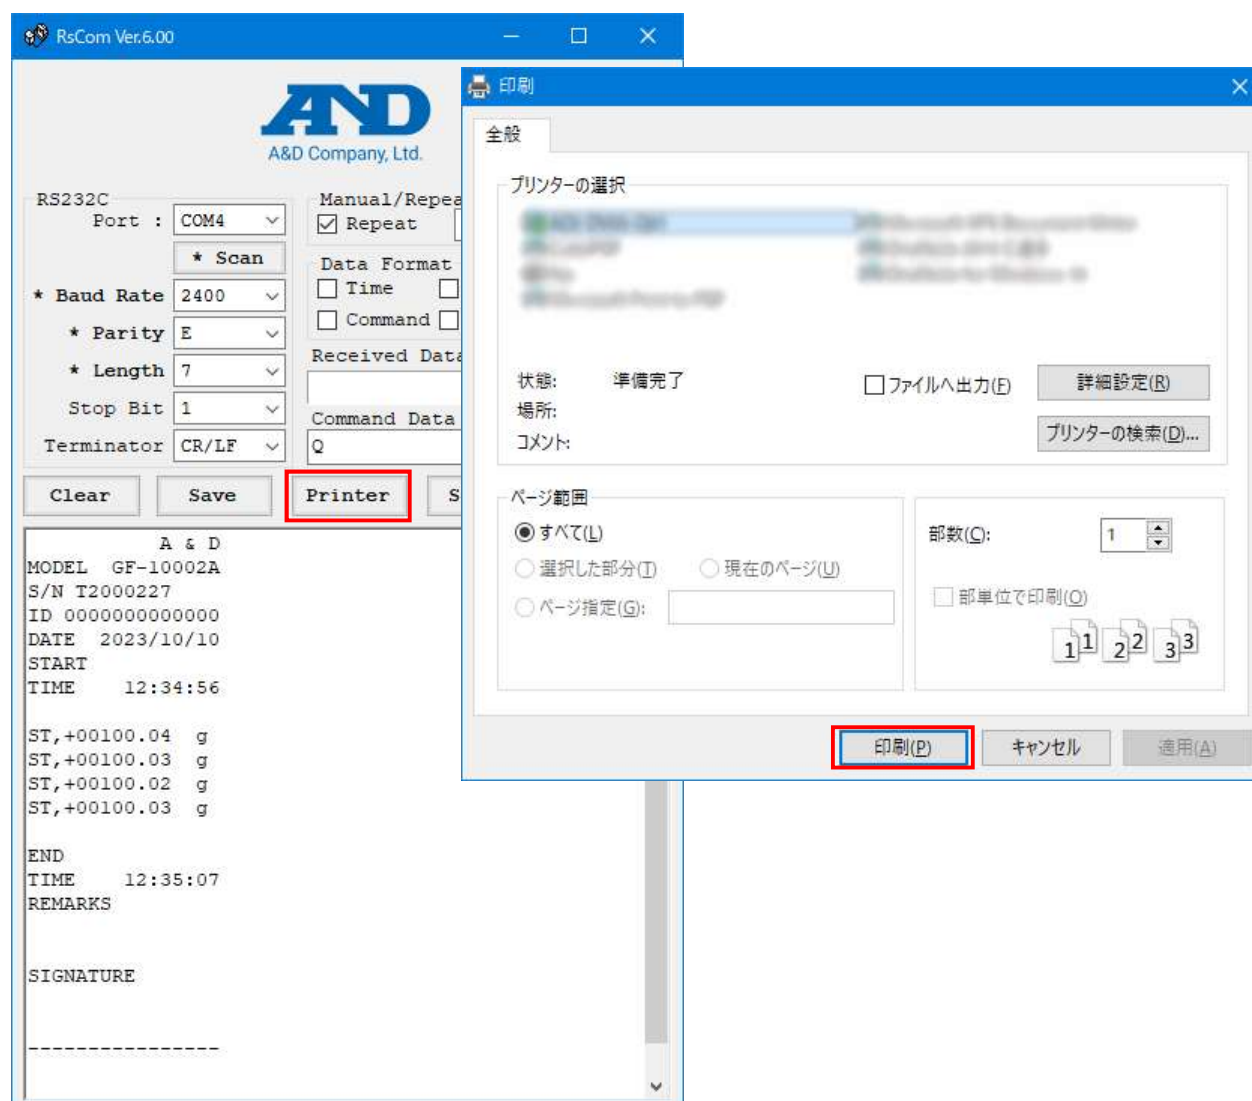 RsCom Ver.6.00
AND
A&D Company, Ltd.
RS232C
Port : COM4
* Scan
* Baud Rate 2400
* Parity E
* Length 7
Stop Bit 1
Terminator CR/LF
Manual/Repea
Repeat
Data Format
Time
Command
Received Data
Command Data
Q
Clear Save Printer S
A & D
MODEL GF-10002A
S/N T2000227
ID 0000000000000
DATE 2023/10/10
START
TIME 12:34:56
ST,+00100.04 g
ST,+00100.03 g
ST,+00100.02 g
ST,+00100.03 g
END
TIME 12:35:07
REMARKS
SIGNATURE
----------------
印刷
全般
プリンターの選択
状態: 準備完了
場所:
コメント:
ファイルへ出力(F)
詳細設定(R)
プリンターの検索(D)...
ページ範囲
すべて(L)
選択した部分(T) 現在のページ(U)
ページ指定(G):
部数(C): 1
部単位で印刷(O)
11 22 33
印刷(P) キャンセル 適用(A)